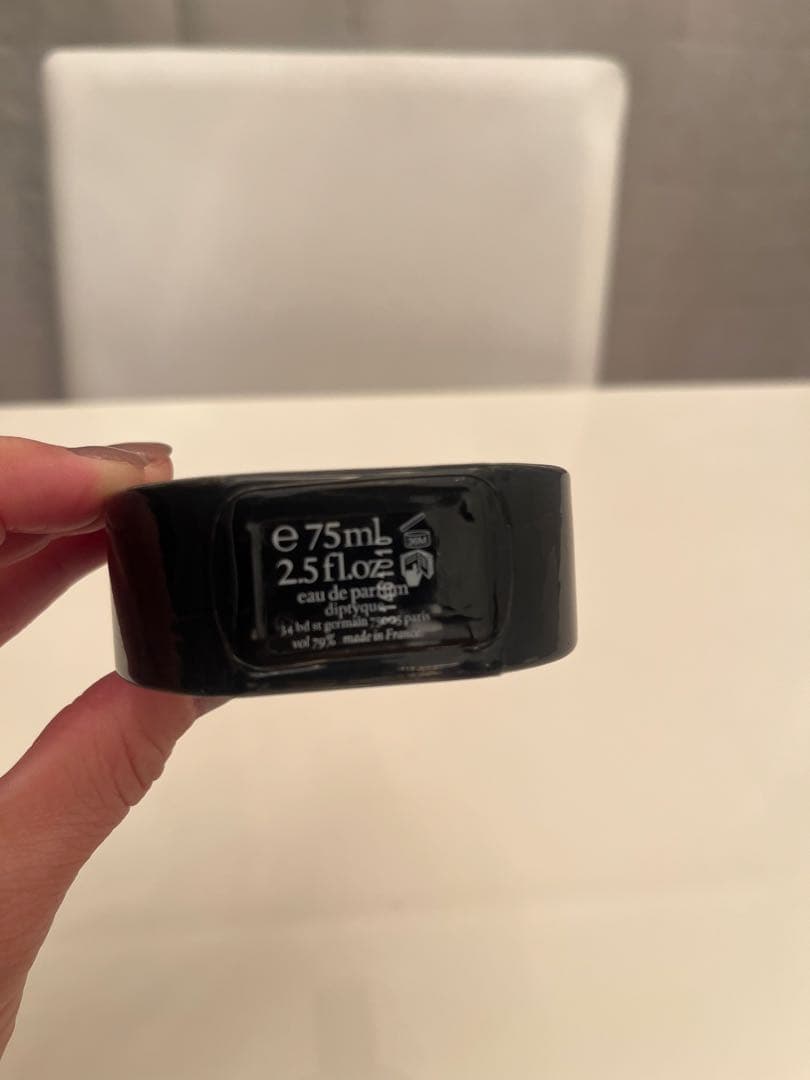 e 75ml
2.5 fl.oz
eau de parfum
diptyque
34 bd st germain 75005 paris
vol 79% made in France
36M